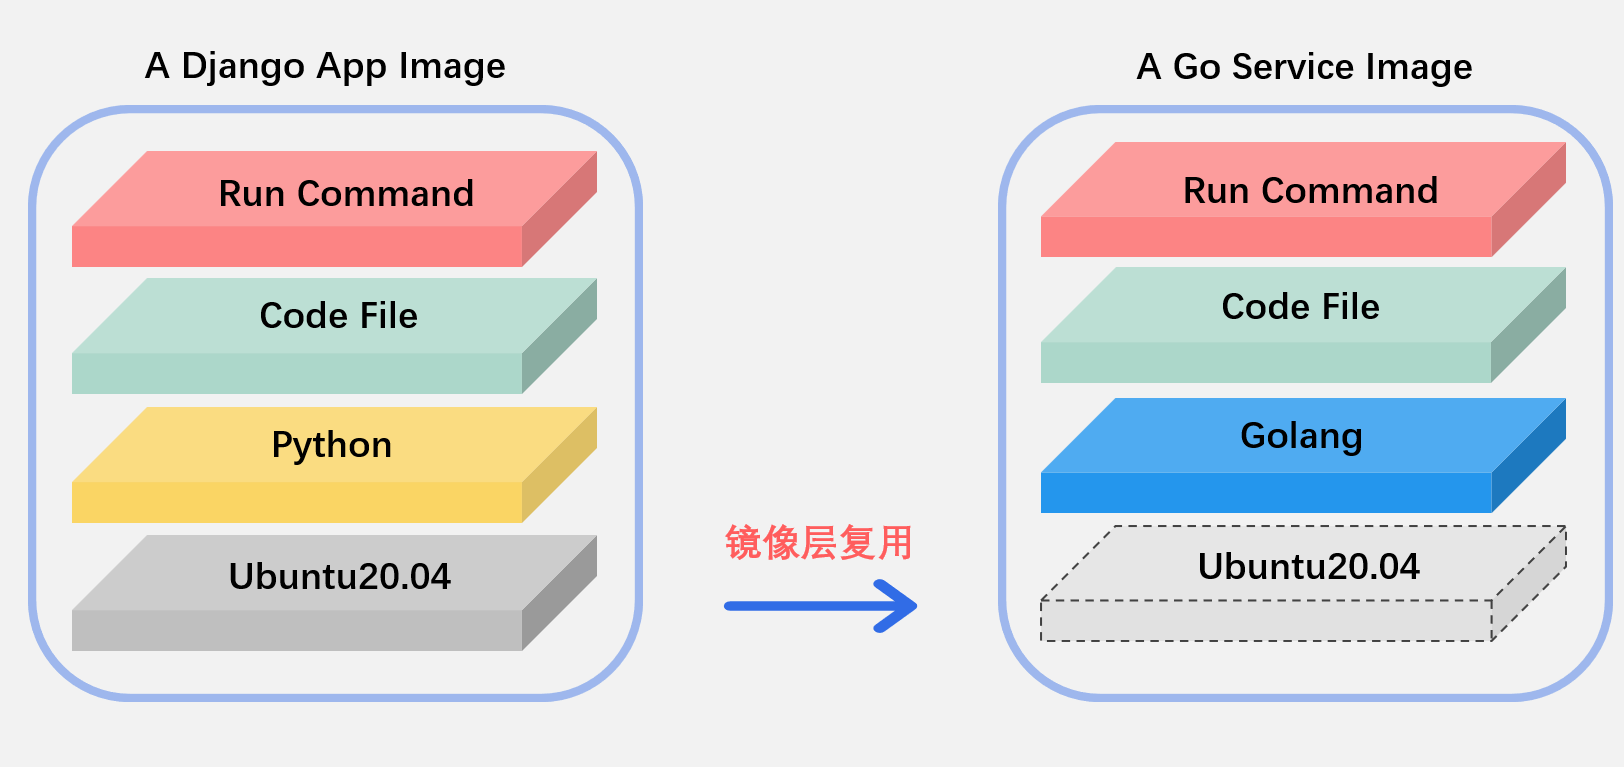 A Django App Image
Run Command
Code File
Python
Ubuntu20.04
镜像层复用
A Go Service Image
Run Command
Code File
Golang
Ubuntu20.04